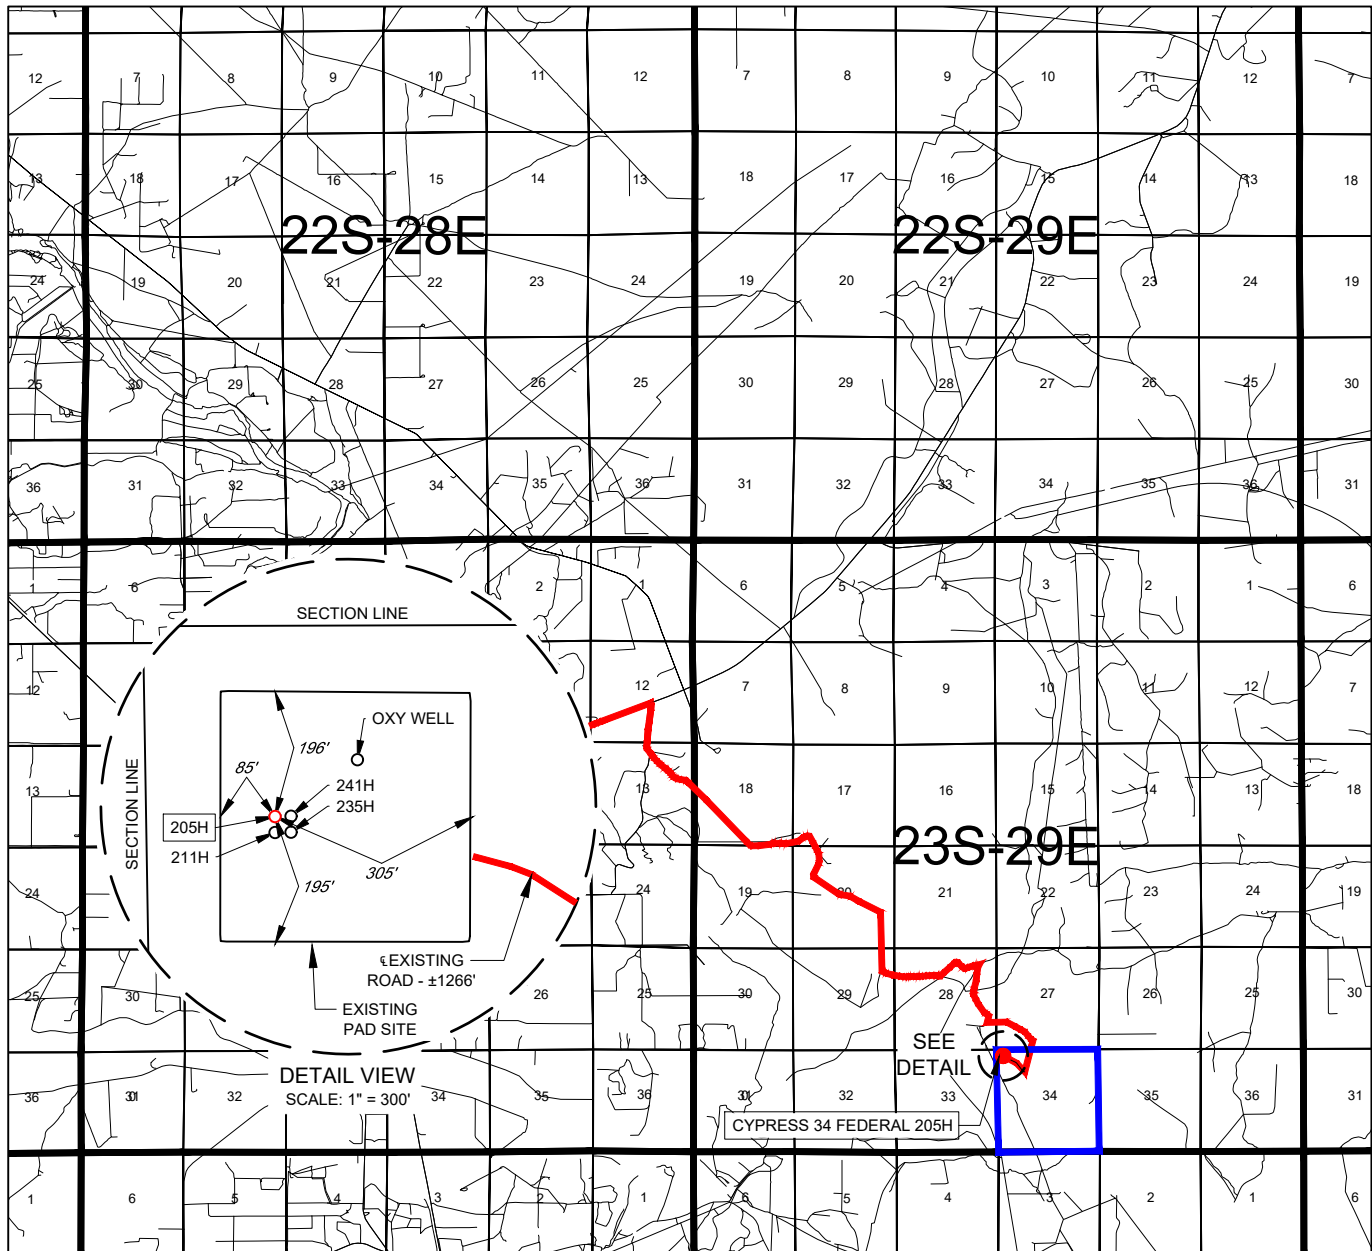 12 7 8 9 10 11 12 7 8 9 10 11 12 7
13 18 17 16 15 14 13 18 17 16 15 14 13 18
22S-28E 22S-29E
24 19 20 21 22 23 24 19 20 21 22 23 24 19
25 30 29 28 27 26 25 30 29 28 27 26 25 30
36 31 32 33 34 35 36 31 32 33 34 35 36 31
1 6 2 1 6 5 4 3 2 1 6
SECTION LINE
12 12 7 8 9 10 11 12 7
OXY WELL
196'
85'
241H
235H
205H
211H
305'
195'
SECTION LINE
13 13 18 17 16 15 14 13 18
23S-29E
24 24 19 20 21 22 23 24 19
℄EXISTING
ROAD - ±1266'
EXISTING
PAD SITE
25 30 26 25 30 29 28 27 26 25 30
SEE
DETAIL
DETAIL VIEW
SCALE: 1" = 300'
36 31 32 34 35 36 31 32 33 34 35 36 31
CYPRESS 34 FEDERAL 205H
1 6 5 4 3 2 1 6 5 4 3 2 1 6